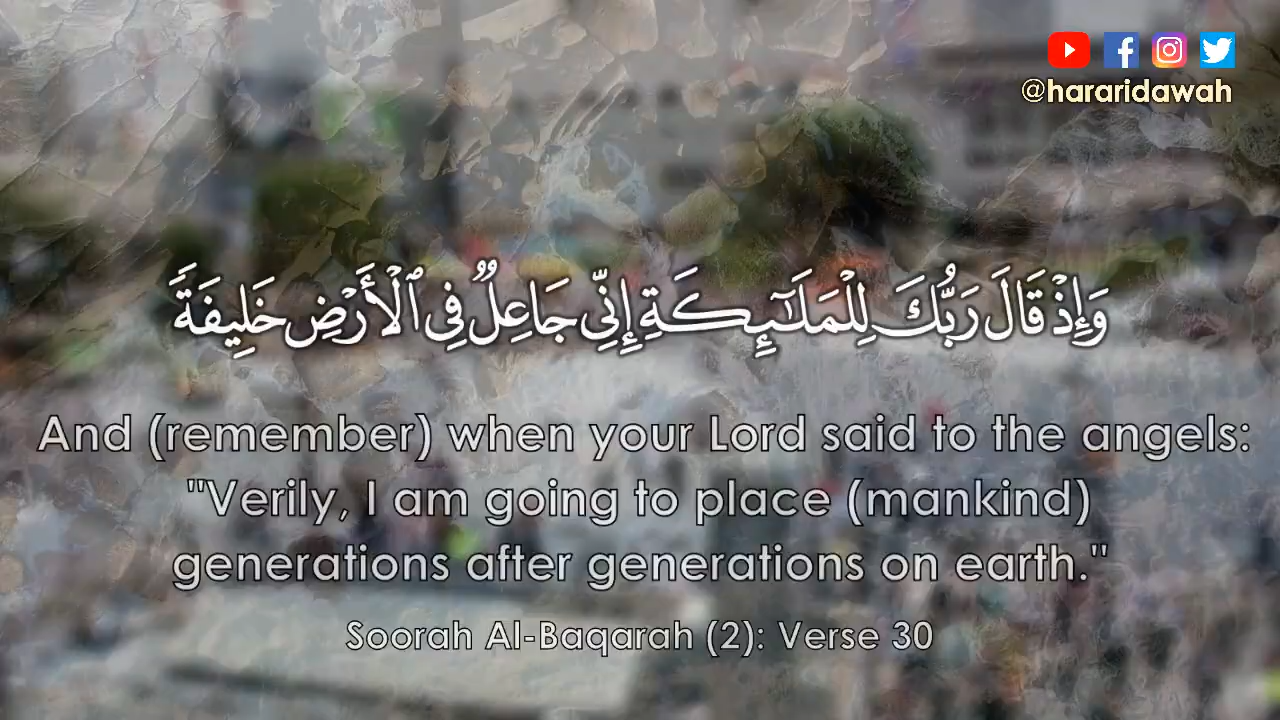 @hararidawah
وَإِذْ قَالَ رَبُّكَ لِلْمَلَـٰٓئِكَةِ إِنِّى جَاعِلٌۭ فِى ٱلْأَرْضِ خَلِيفَةًۭ
And (remember) when your Lord said to the angels:
"Verily, I am going to place (mankind)
generations after generations on earth."
Soorah Al-Baqarah (2): Verse 30